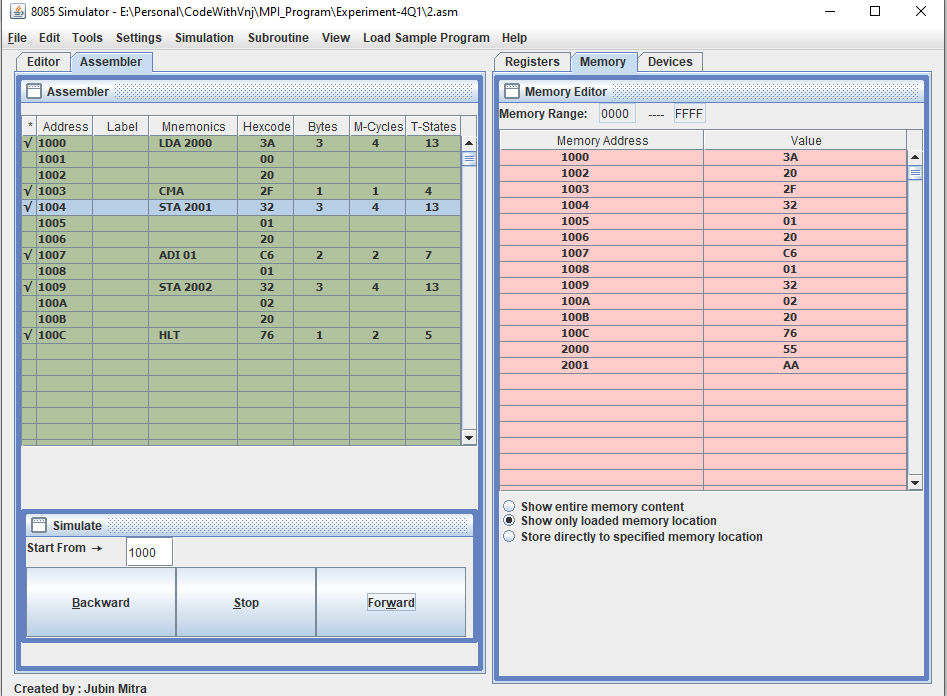 8085 Simulator - E:\Personal\CodeWithVnj\MPI_Program\Experiment-4Q1\2.asm
File Edit Tools Settings Simulation Subroutine View Load Sample Program Help
Editor Assembler
Assembler
* Address Label Mnemonics Hexcode Bytes M-Cycles T-States
√ 1000 LDA 2000 3A 3 4 13
1001 00
1002 20
√ 1003 CMA 2F 1 1 4
√ 1004 STA 2001 32 3 4 13
1005 01
1006 20
√ 1007 ADI 01 C6 2 2 7
1008 01
√ 1009 STA 2002 32 3 4 13
100A 02
100B 20
√ 100C HLT 76 1 2 5
Simulate
Start From → 1000
Backward Stop Forward
Created by : Jubin Mitra
Registers Memory Devices
Memory Editor
Memory Range: 0000 ---- FFFF
Memory Address Value
1000 3A
1002 20
1003 2F
1004 32
1005 01
1006 20
1007 C6
1008 01
1009 32
100A 02
100B 20
100C 76
2000 55
2001 AA
Show entire memory content
Show only loaded memory location
Store directly to specified memory location